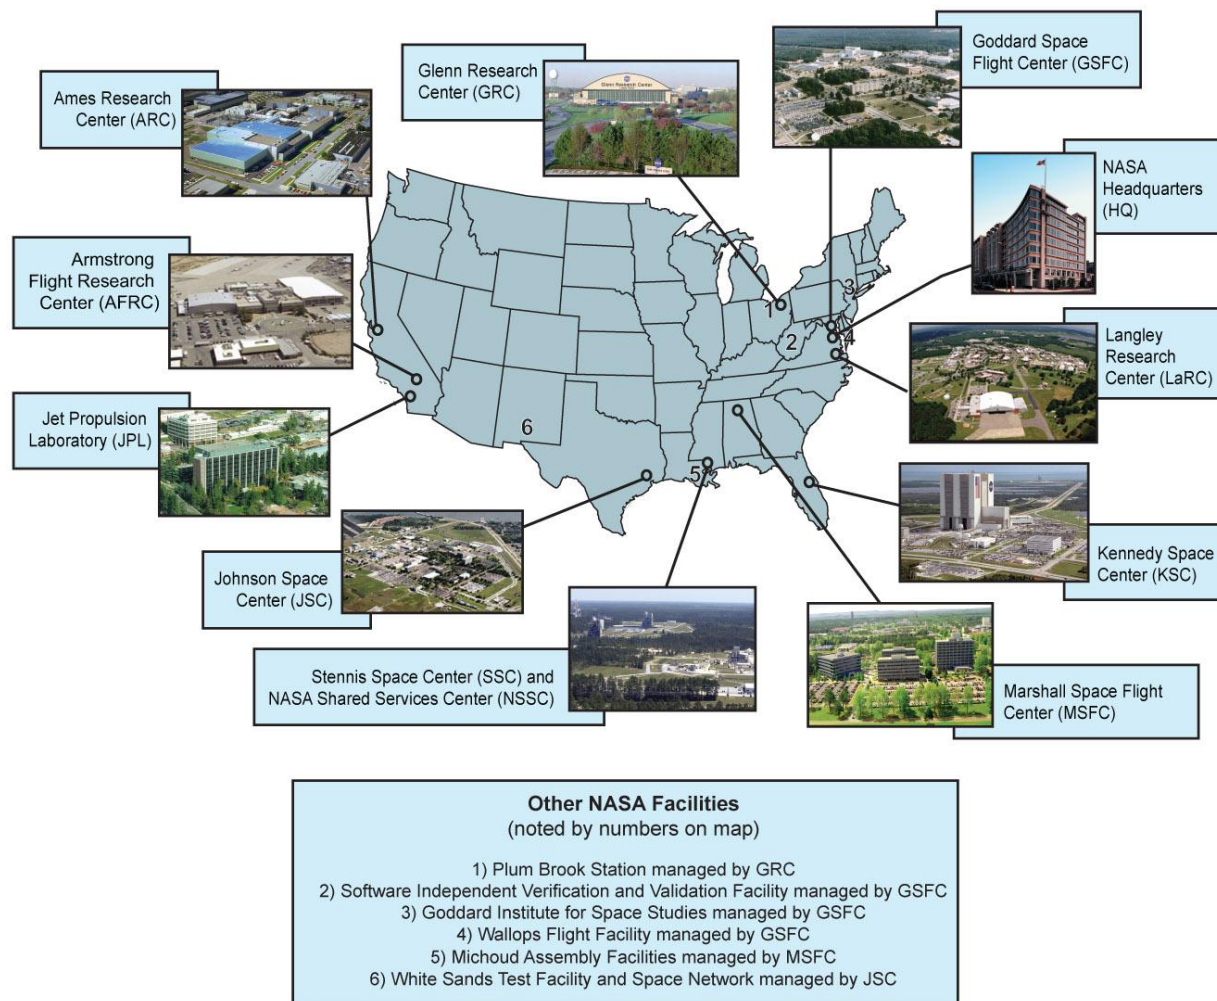 Goddard Space
Flight Center (GSFC)
Glenn Research
Center (GRC)
Glenn Research Center
Ames Research
Center (ARC)
NASA
Headquarters
(HQ)
Armstrong
Flight Research
Center (AFRC)
Langley
Research
Center (LaRC)
Jet Propulsion
Laboratory (JPL)
Kennedy Space
Center (KSC)
Johnson Space
Center (JSC)
Stennis Space Center (SSC) and
NASA Shared Services Center (NSSC)
Marshall Space Flight
Center (MSFC)
1
2
3
4
5
6
Other NASA Facilities
(noted by numbers on map)
1) Plum Brook Station managed by GRC
2) Software Independent Verification and Validation Facility managed by GSFC
3) Goddard Institute for Space Studies managed by GSFC
4) Wallops Flight Facility managed by GSFC
5) Michoud Assembly Facilities managed by MSFC
6) White Sands Test Facility and Space Network managed by JSC